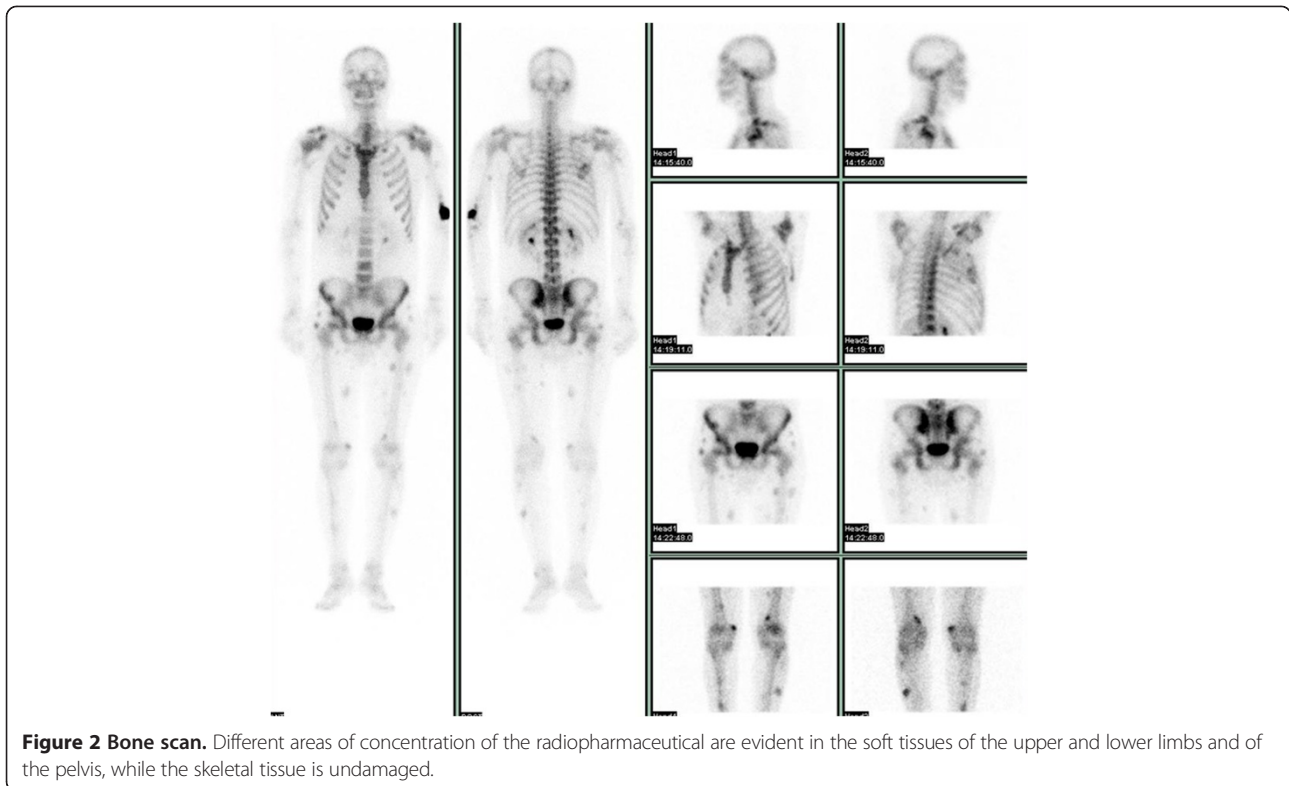 Head1
14:15:40.0
Head2
14:15:40.0
Head1
14:19:11.0
Head2
14:19:11.0
Head1
14:22:48.0
Head2
14:22:48.0
Figure 2 Bone scan. Different areas of concentration of the radiopharmaceutical are evident in the soft tissues of the upper and lower limbs and of
the pelvis, while the skeletal tissue is undamaged.